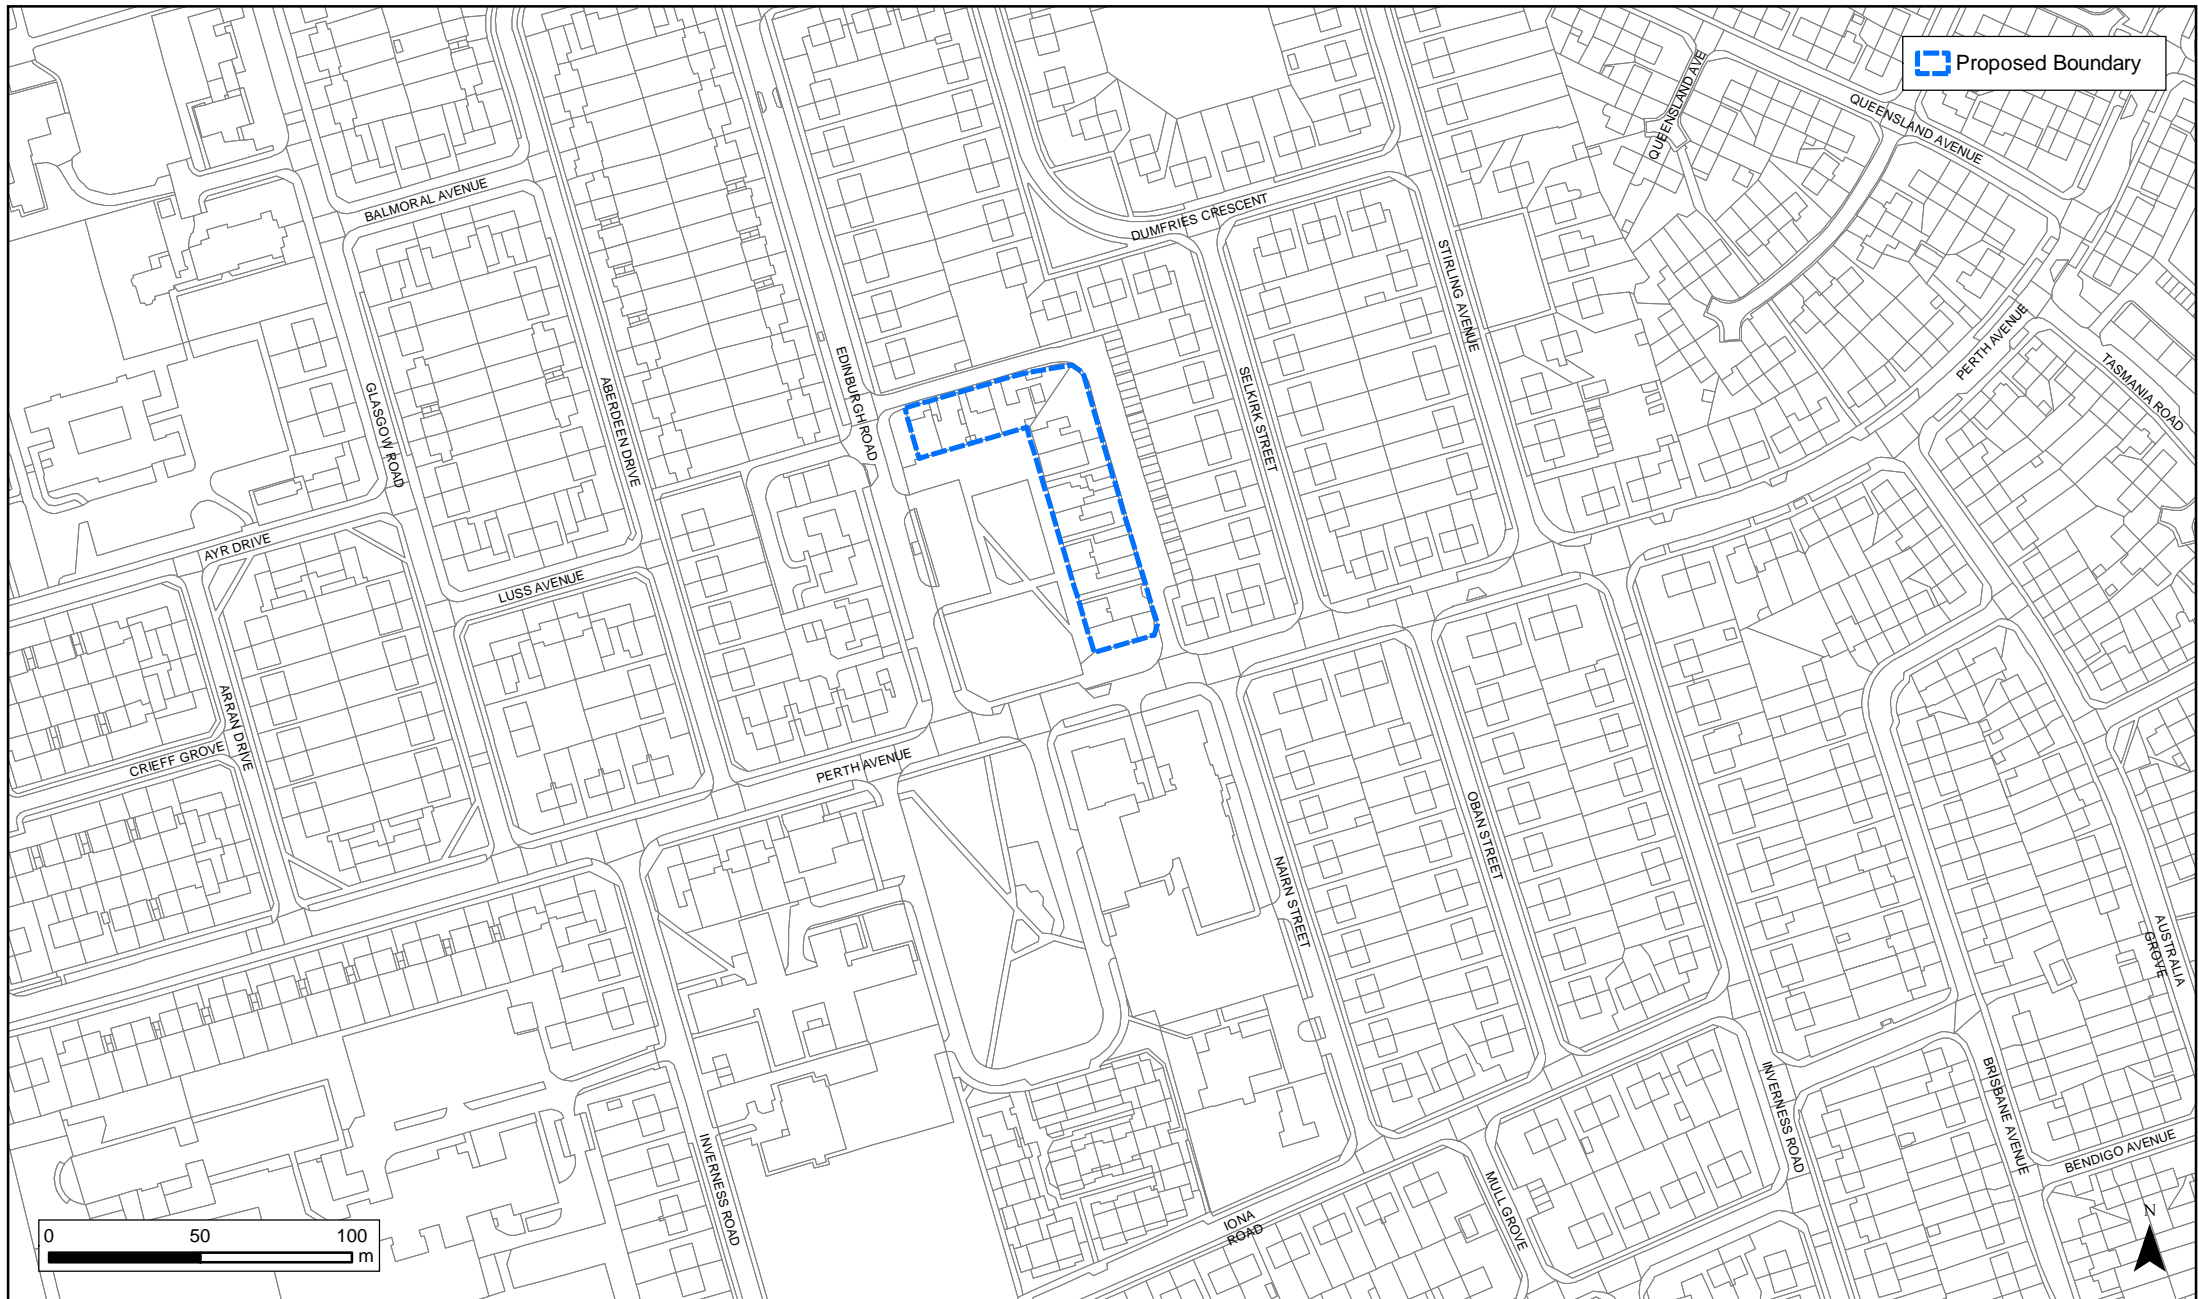 Proposed Boundary
QUEENSLAND AVE
QUEENSLAND AVENUE
BALMORAL AVENUE
DUMFRIES CRESCENT
STIRLING AVENUE
PERTH AVENUE
TASMANIA ROAD
EDINBURGH ROAD
GLASGOW ROAD
ABERDEEN DRIVE
SELKIRK STREET
AYR DRIVE
LUSS AVENUE
ARRAN DRIVE
CRIEFF GROVE
PERTH AVENUE
OBAN STREET
NAIRN STREET
AUSTRALIA
GROVE
INVERNESS ROAD
BRISBANE AVENUE
BENDIGO AVENUE
INVERNESS ROAD
MULL GROVE
IONA
ROAD
N
0 50 100
m